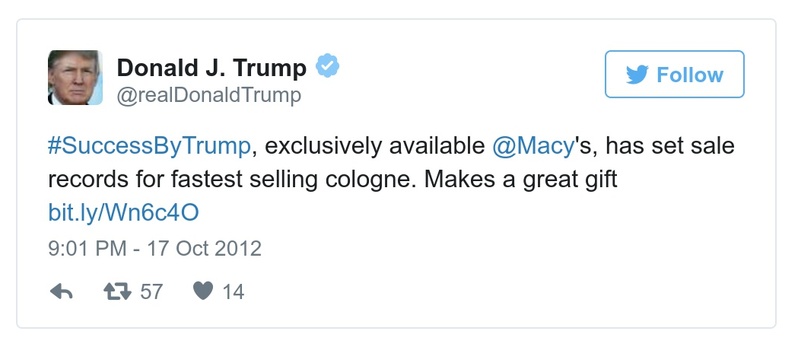 Donald J. Trump
@realDonaldTrump
Follow
#SuccessByTrump, exclusively available @Macy's, has set sale
records for fastest selling cologne. Makes a great gift
bit.ly/Wn6c4O
9:01 PM - 17 Oct 2012
57 14